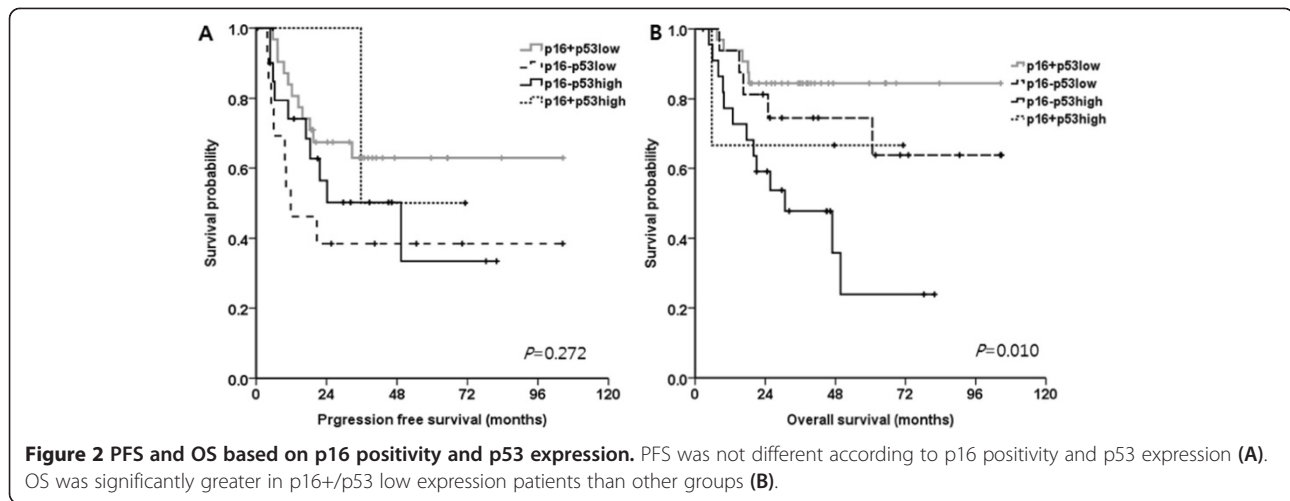 A
1.0
0.8
0.6
0.4
0.2
0.0
Survival probability
p16+p53low
p16-p53low
p16-p53high
p16+p53high
P=0.272
0 24 48 72 96 120
Prgression free survival (months)
B
1.0
0.8
0.6
0.4
0.2
0.0
Survival probability
p16+p53low
p16-p53low
p16-p53high
p16+p53high
P=0.010
0 24 48 72 96 120
Overall survival (months)
Figure 2 PFS and OS based on p16 positivity and p53 expression. PFS was not different according to p16 positivity and p53 expression (A).
OS was significantly greater in p16+/p53 low expression patients than other groups (B).